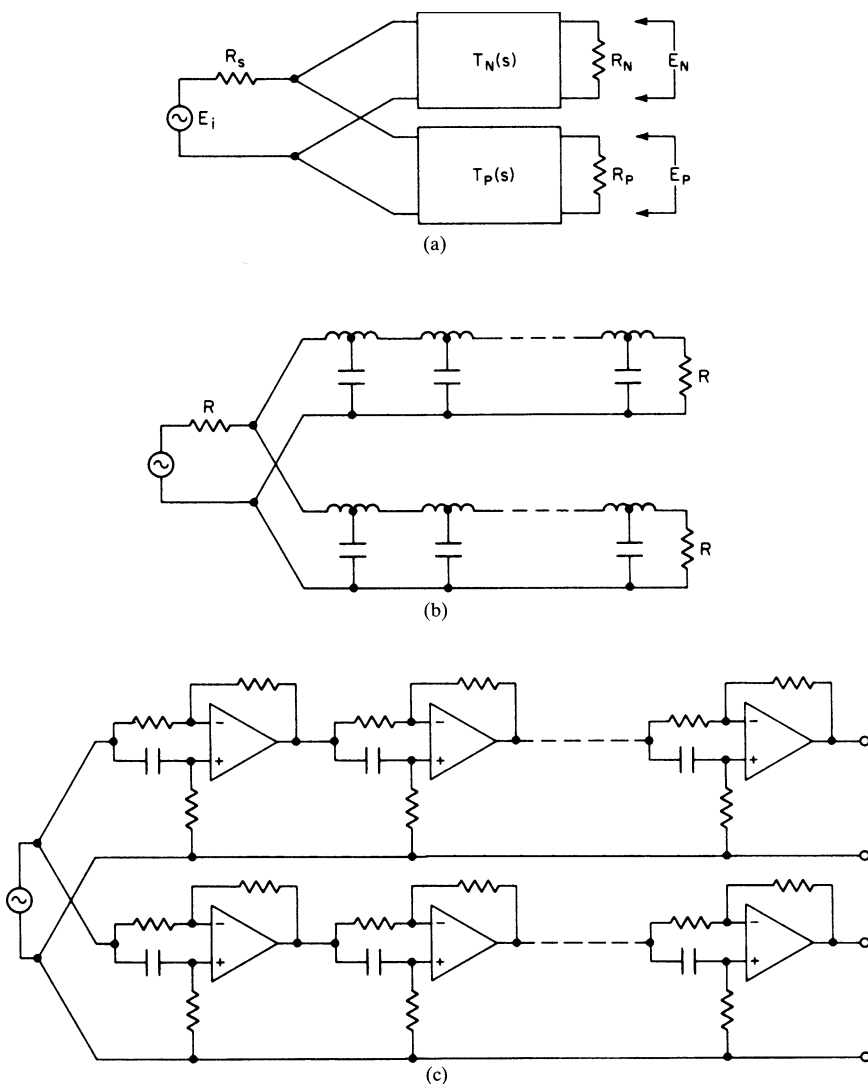 R_S
T_N(s)
R_N
E_N
E_i
T_P(s)
R_P
E_P
(a)
R
R
R
(b)
−
+
−
+
−
+
−
+
−
+
−
+
(c)